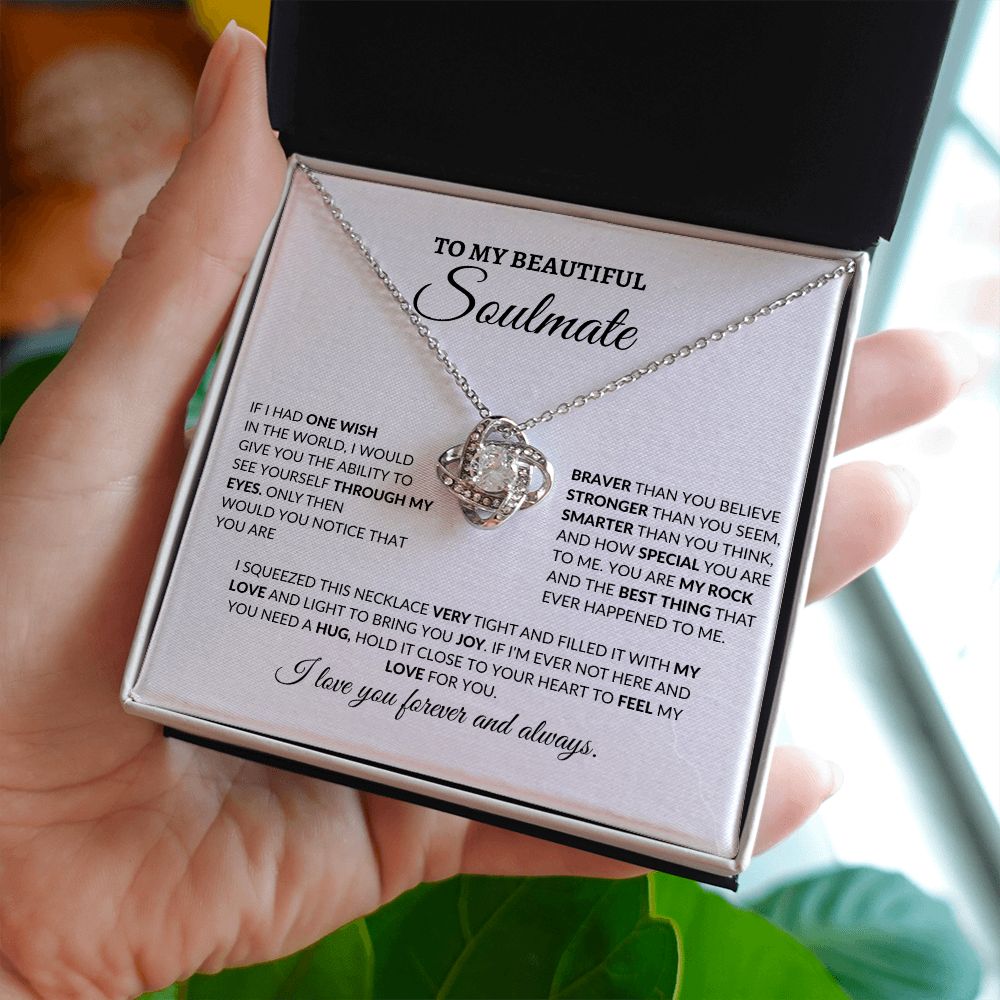 TO MY BEAUTIFUL
Soulmate
IF I HAD ONE WISH
IN THE WORLD, I WOULD
GIVE YOU THE ABILITY TO
SEE YOURSELF THROUGH MY
EYES. ONLY THEN
WOULD YOU NOTICE THAT
YOU ARE
BRAVER THAN YOU BELIEVE
STRONGER THAN YOU SEEM,
SMARTER THAN YOU THINK,
AND HOW SPECIAL YOU ARE
TO ME. YOU ARE MY ROCK
AND THE BEST THING THAT
EVER HAPPENED TO ME.
I SQUEEZED THIS NECKLACE VERY TIGHT AND FILLED IT WITH MY
LOVE AND LIGHT TO BRING YOU JOY. IF I'M EVER NOT HERE AND
YOU NEED A HUG, HOLD IT CLOSE TO YOUR HEART TO FEEL MY
LOVE FOR YOU.
I love you forever and always.